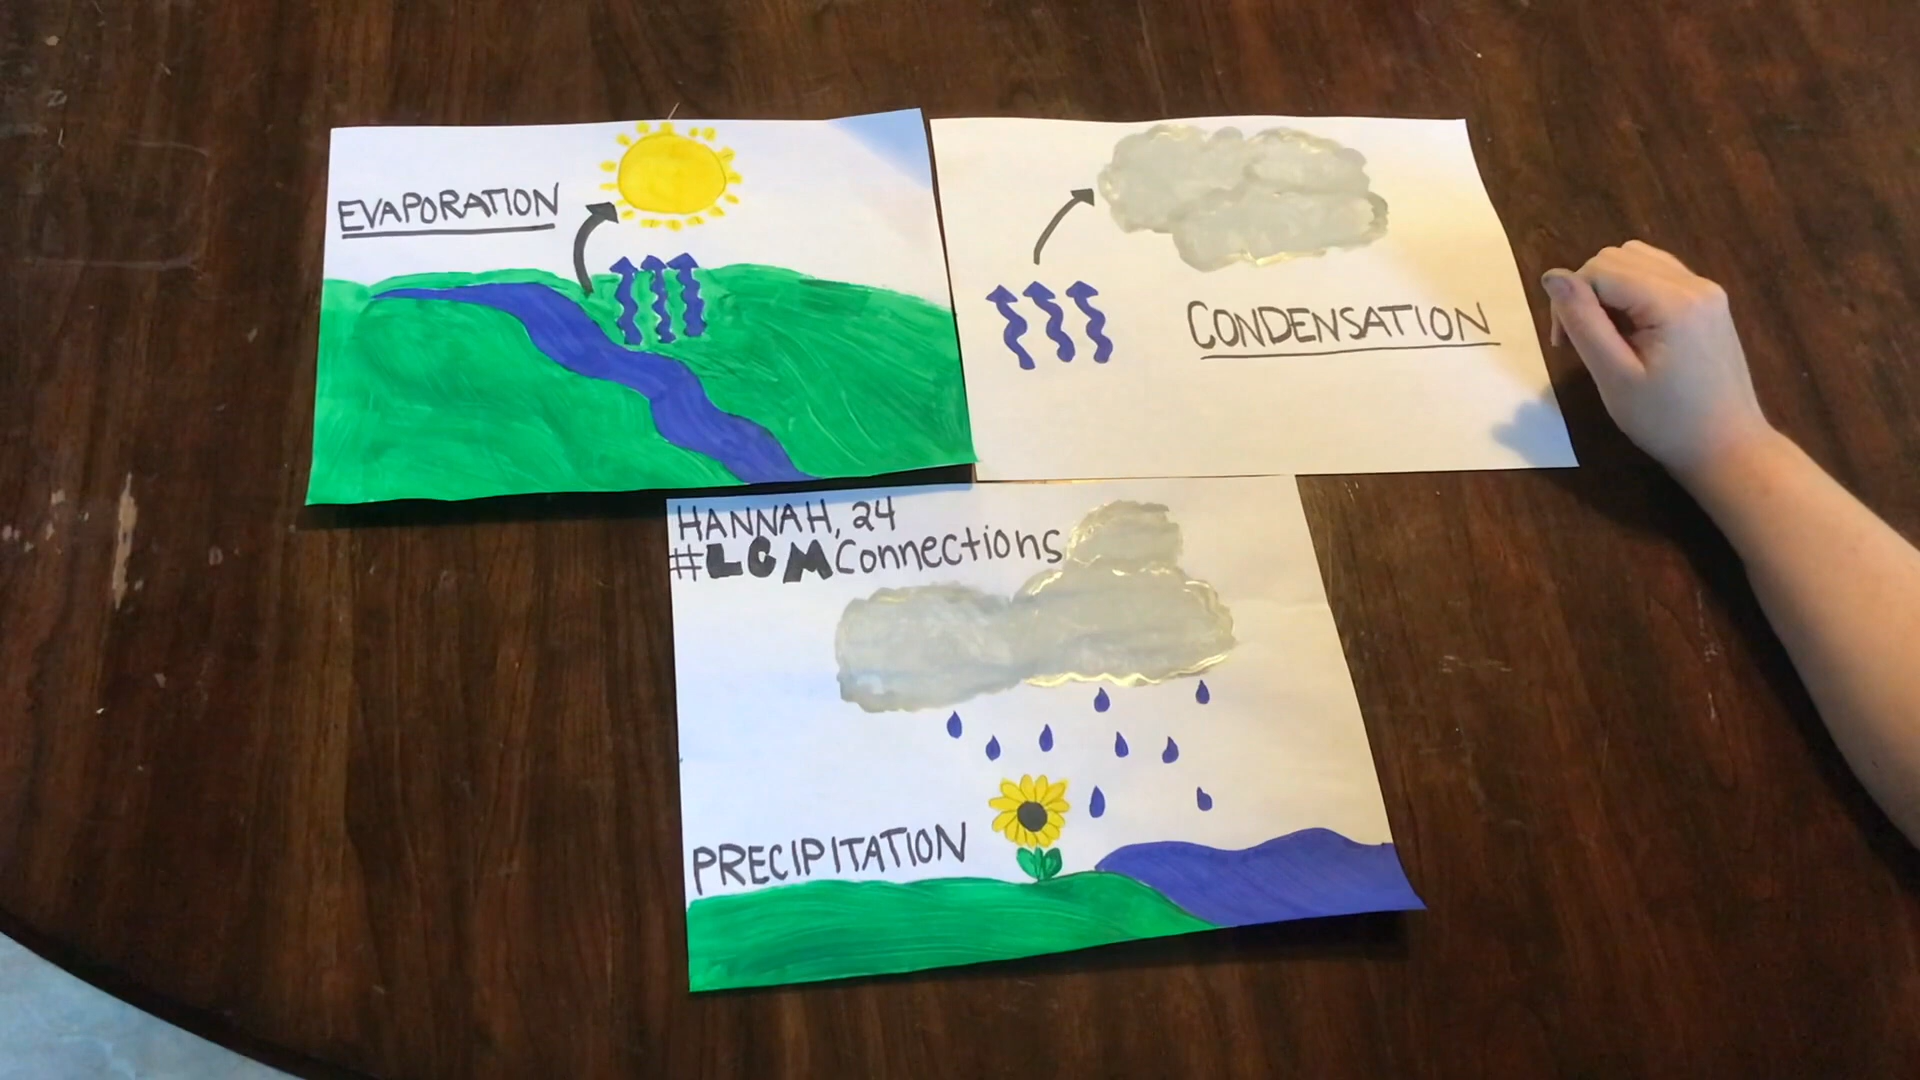 EVAPORATION
CONDENSATION
HANNAH, 24
#LCMConnections
PRECIPITATION